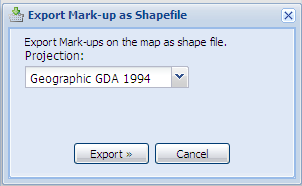 Export Mark-up as Shapefile
Export Mark-ups on the map as shape file.
Projection:
Geographic GDA 1994
Export »
Cancel